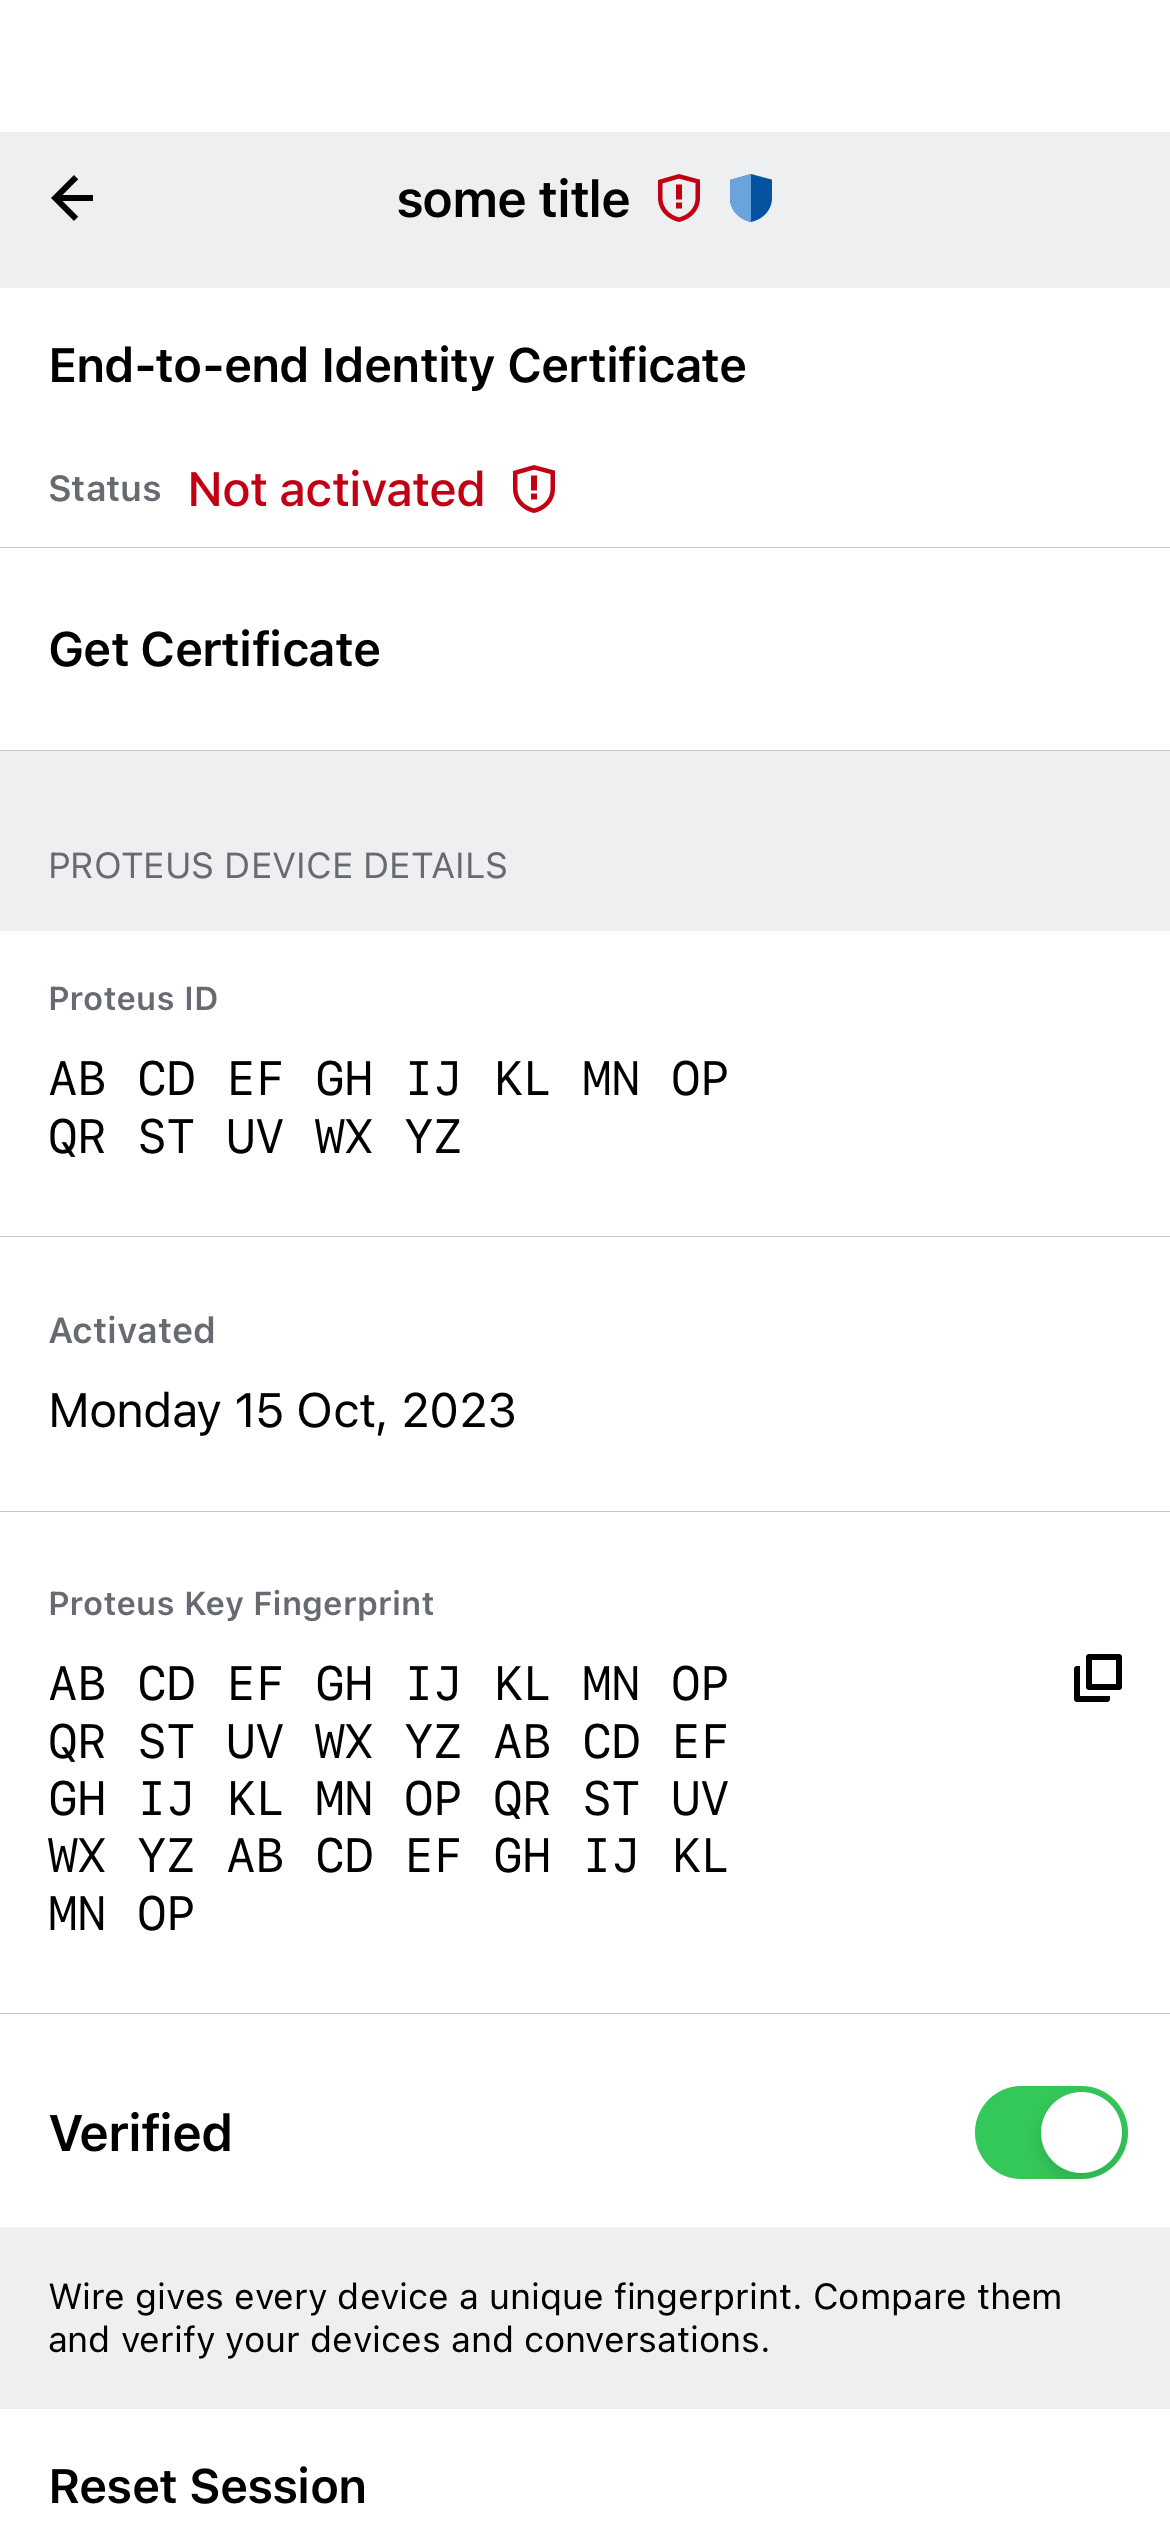 some title
End-to-end Identity Certificate
Status Not activated
Get Certificate
PROTEUS DEVICE DETAILS
Proteus ID
AB CD EF GH IJ KL MN OP
QR ST UV WX YZ
Activated
Monday 15 Oct, 2023
Proteus Key Fingerprint
AB CD EF GH IJ KL MN OP
QR ST UV WX YZ AB CD EF
GH IJ KL MN OP QR ST UV
WX YZ AB CD EF GH IJ KL
MN OP
Verified
Wire gives every device a unique fingerprint. Compare them
and verify your devices and conversations.
Reset Session